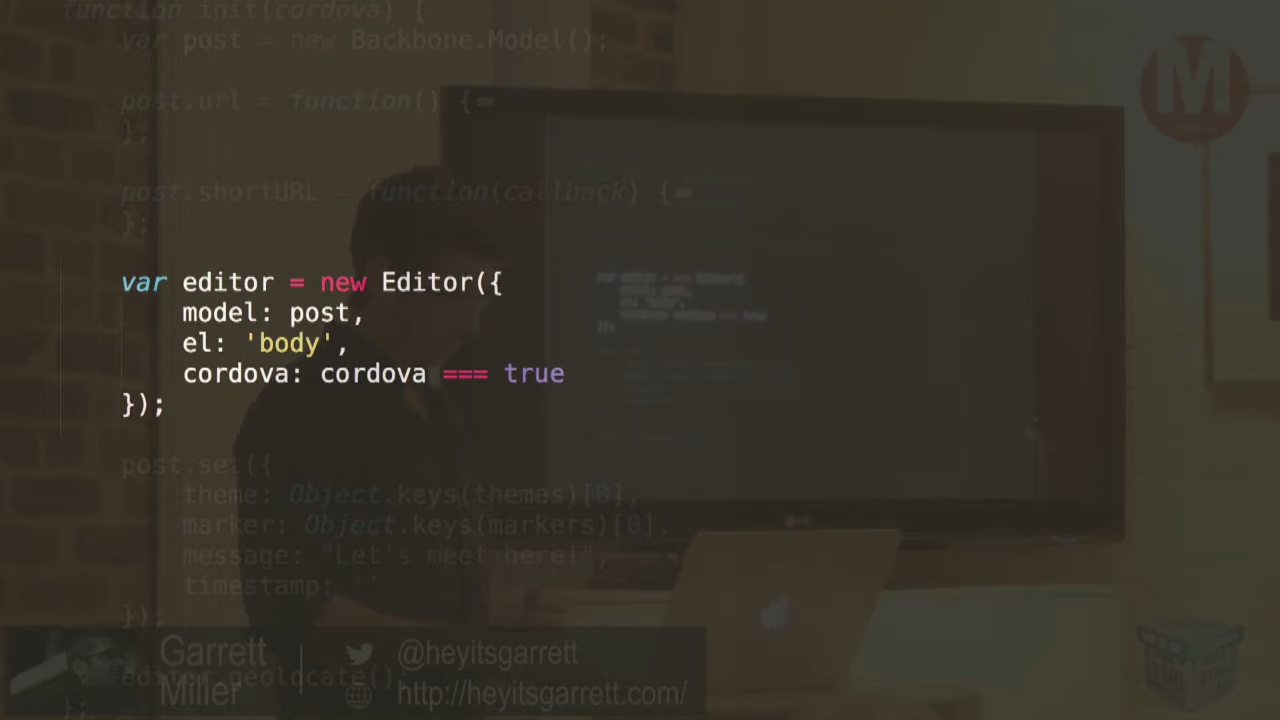 function init(cordova) {
var post = new Backbone.Model();
post.url = function() {
};
post.shortURL = function(callback) {
};
var editor = new Editor({
model: post,
el: 'body',
cordova: cordova === true
});
post.set({
theme: Object.keys(themes)[0],
marker: Object.keys(markers)[0],
message: "Let's meet here!",
timestamp: ''
});
editor.geolocate();
};
Garrett
Miller
@heyitsgarrett
http://heyitsgarrett.com/
M
LG